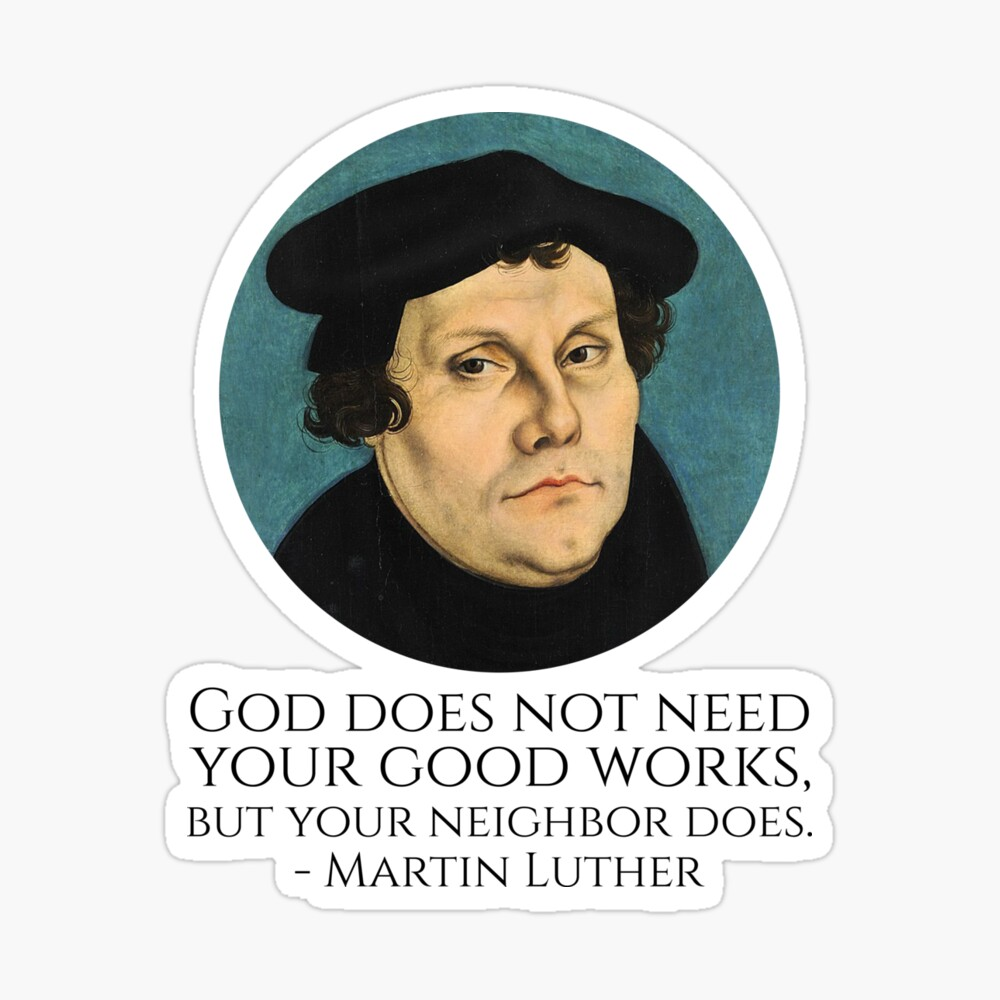 God does not need
your good works,
but your neighbor does.
- Martin Luther